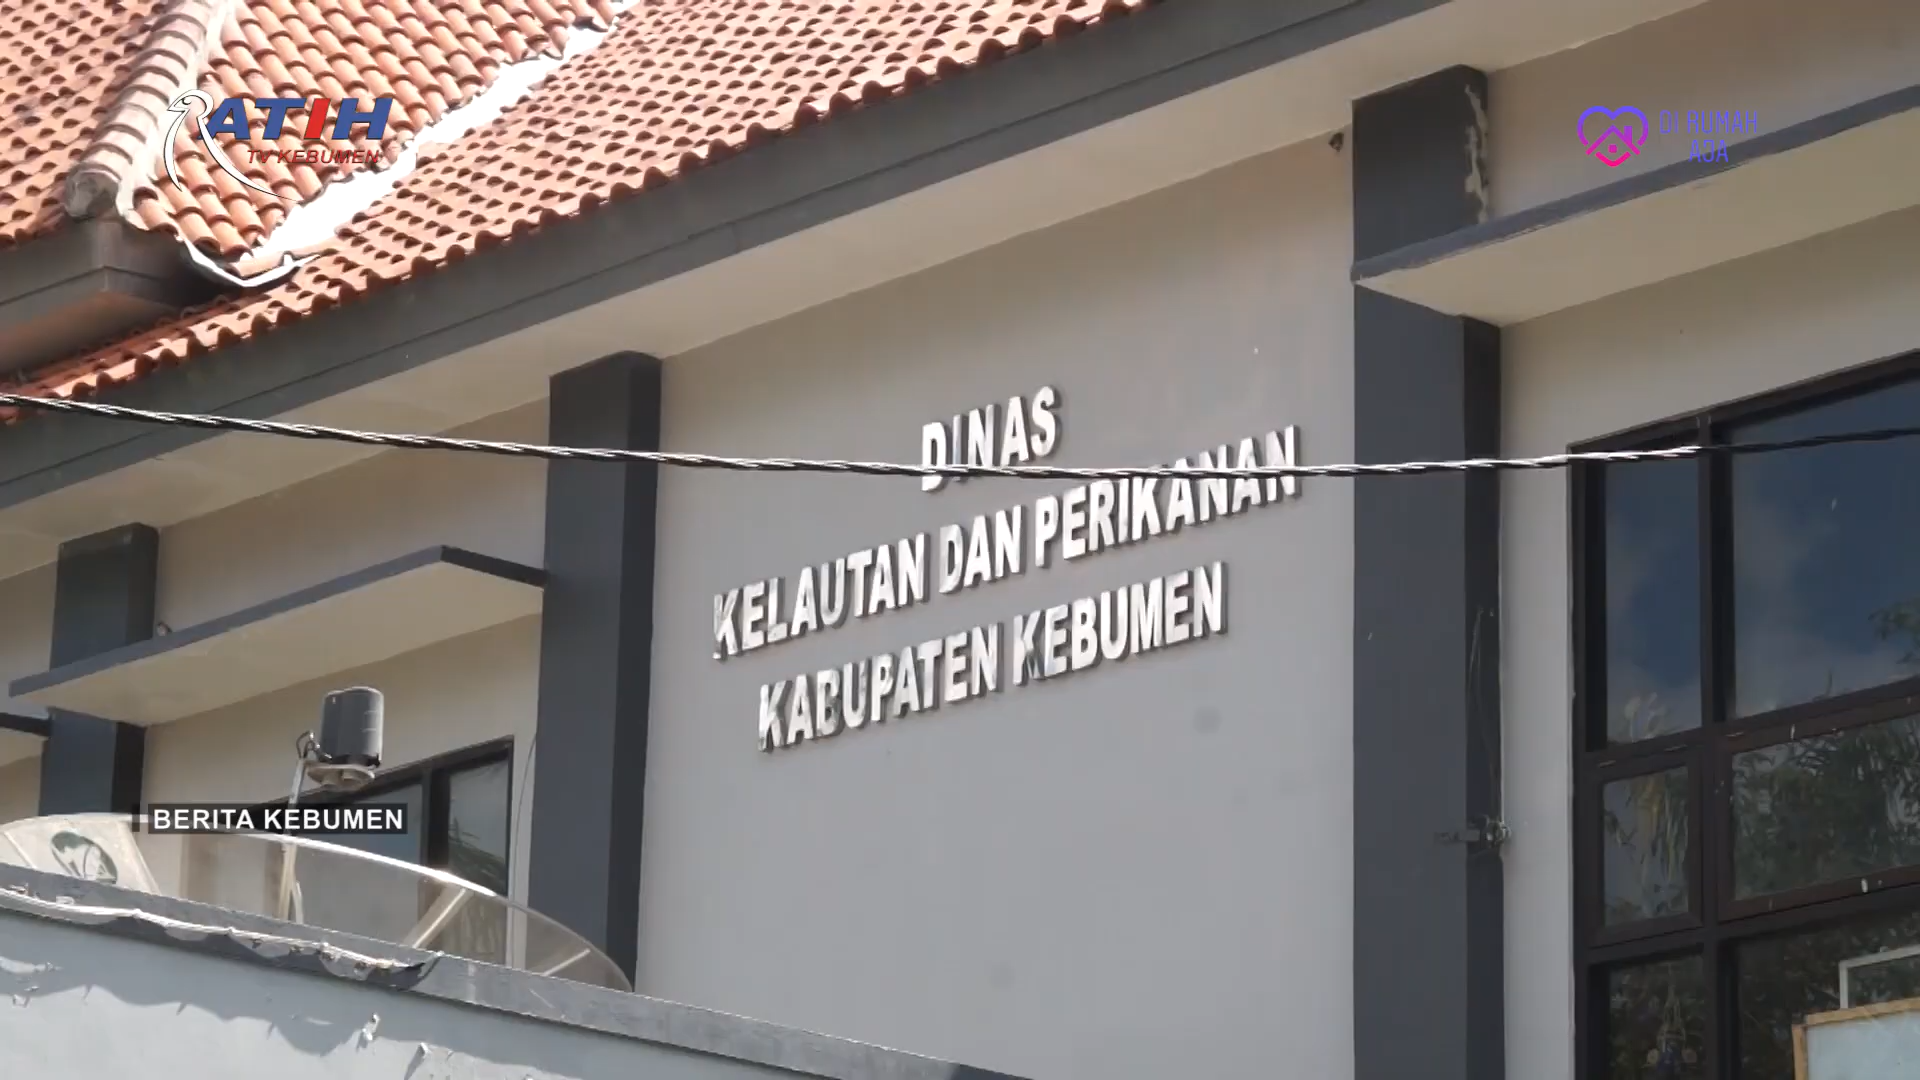 RATIH
TV KEBUMEN
DI RUMAH
AJA
DINAS
KELAUTAN DAN PERIKANAN
KABUPATEN KEBUMEN
BERITA KEBUMEN